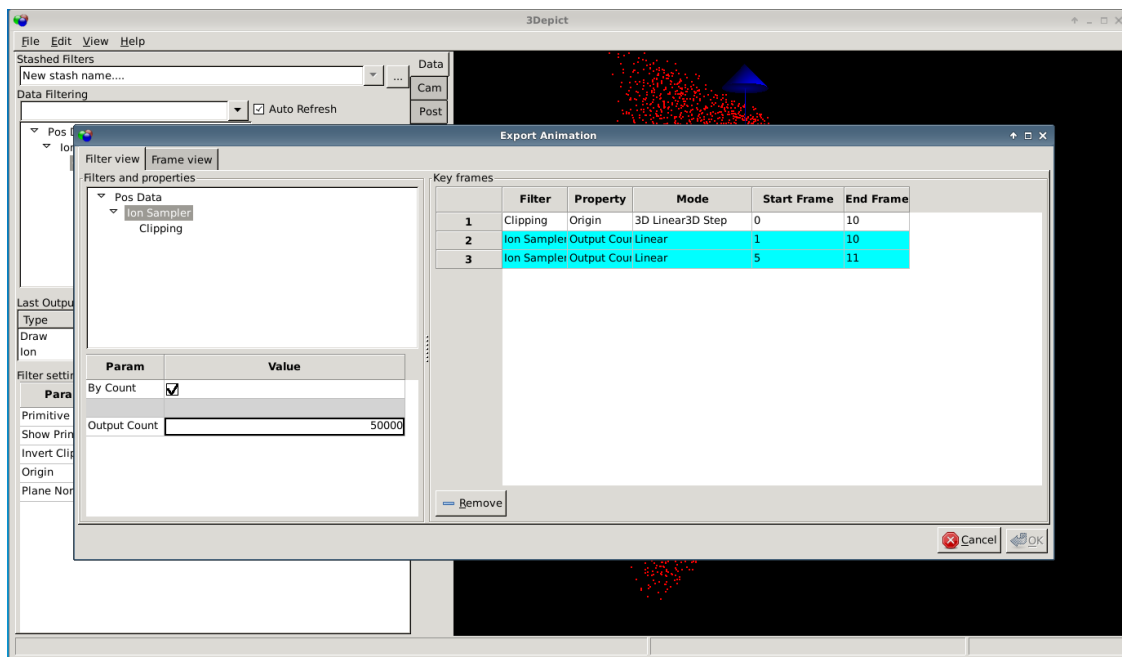 3Depict
File Edit View Help
Stashed Filters
New stash name....
...
Data Filtering
Auto Refresh
Data
Cam
Post
Pos
Ion
Last Outpu
Type
Draw
Ion
Filter settin
Para
Primitive
Show Prin
Invert Clip
Origin
Plane Nor
Export Animation
Filter view Frame view
Filters and properties
Pos Data
Ion Sampler
Clipping
Param Value
By Count
Output Count 50000
Key frames
Filter Property Mode Start Frame End Frame
1 Clipping Origin 3D Linear3D Step 0 10
2 Ion Sampler Output Cour Linear 1 10
3 Ion Sampler Output Cour Linear 5 11
Remove
Cancel OK